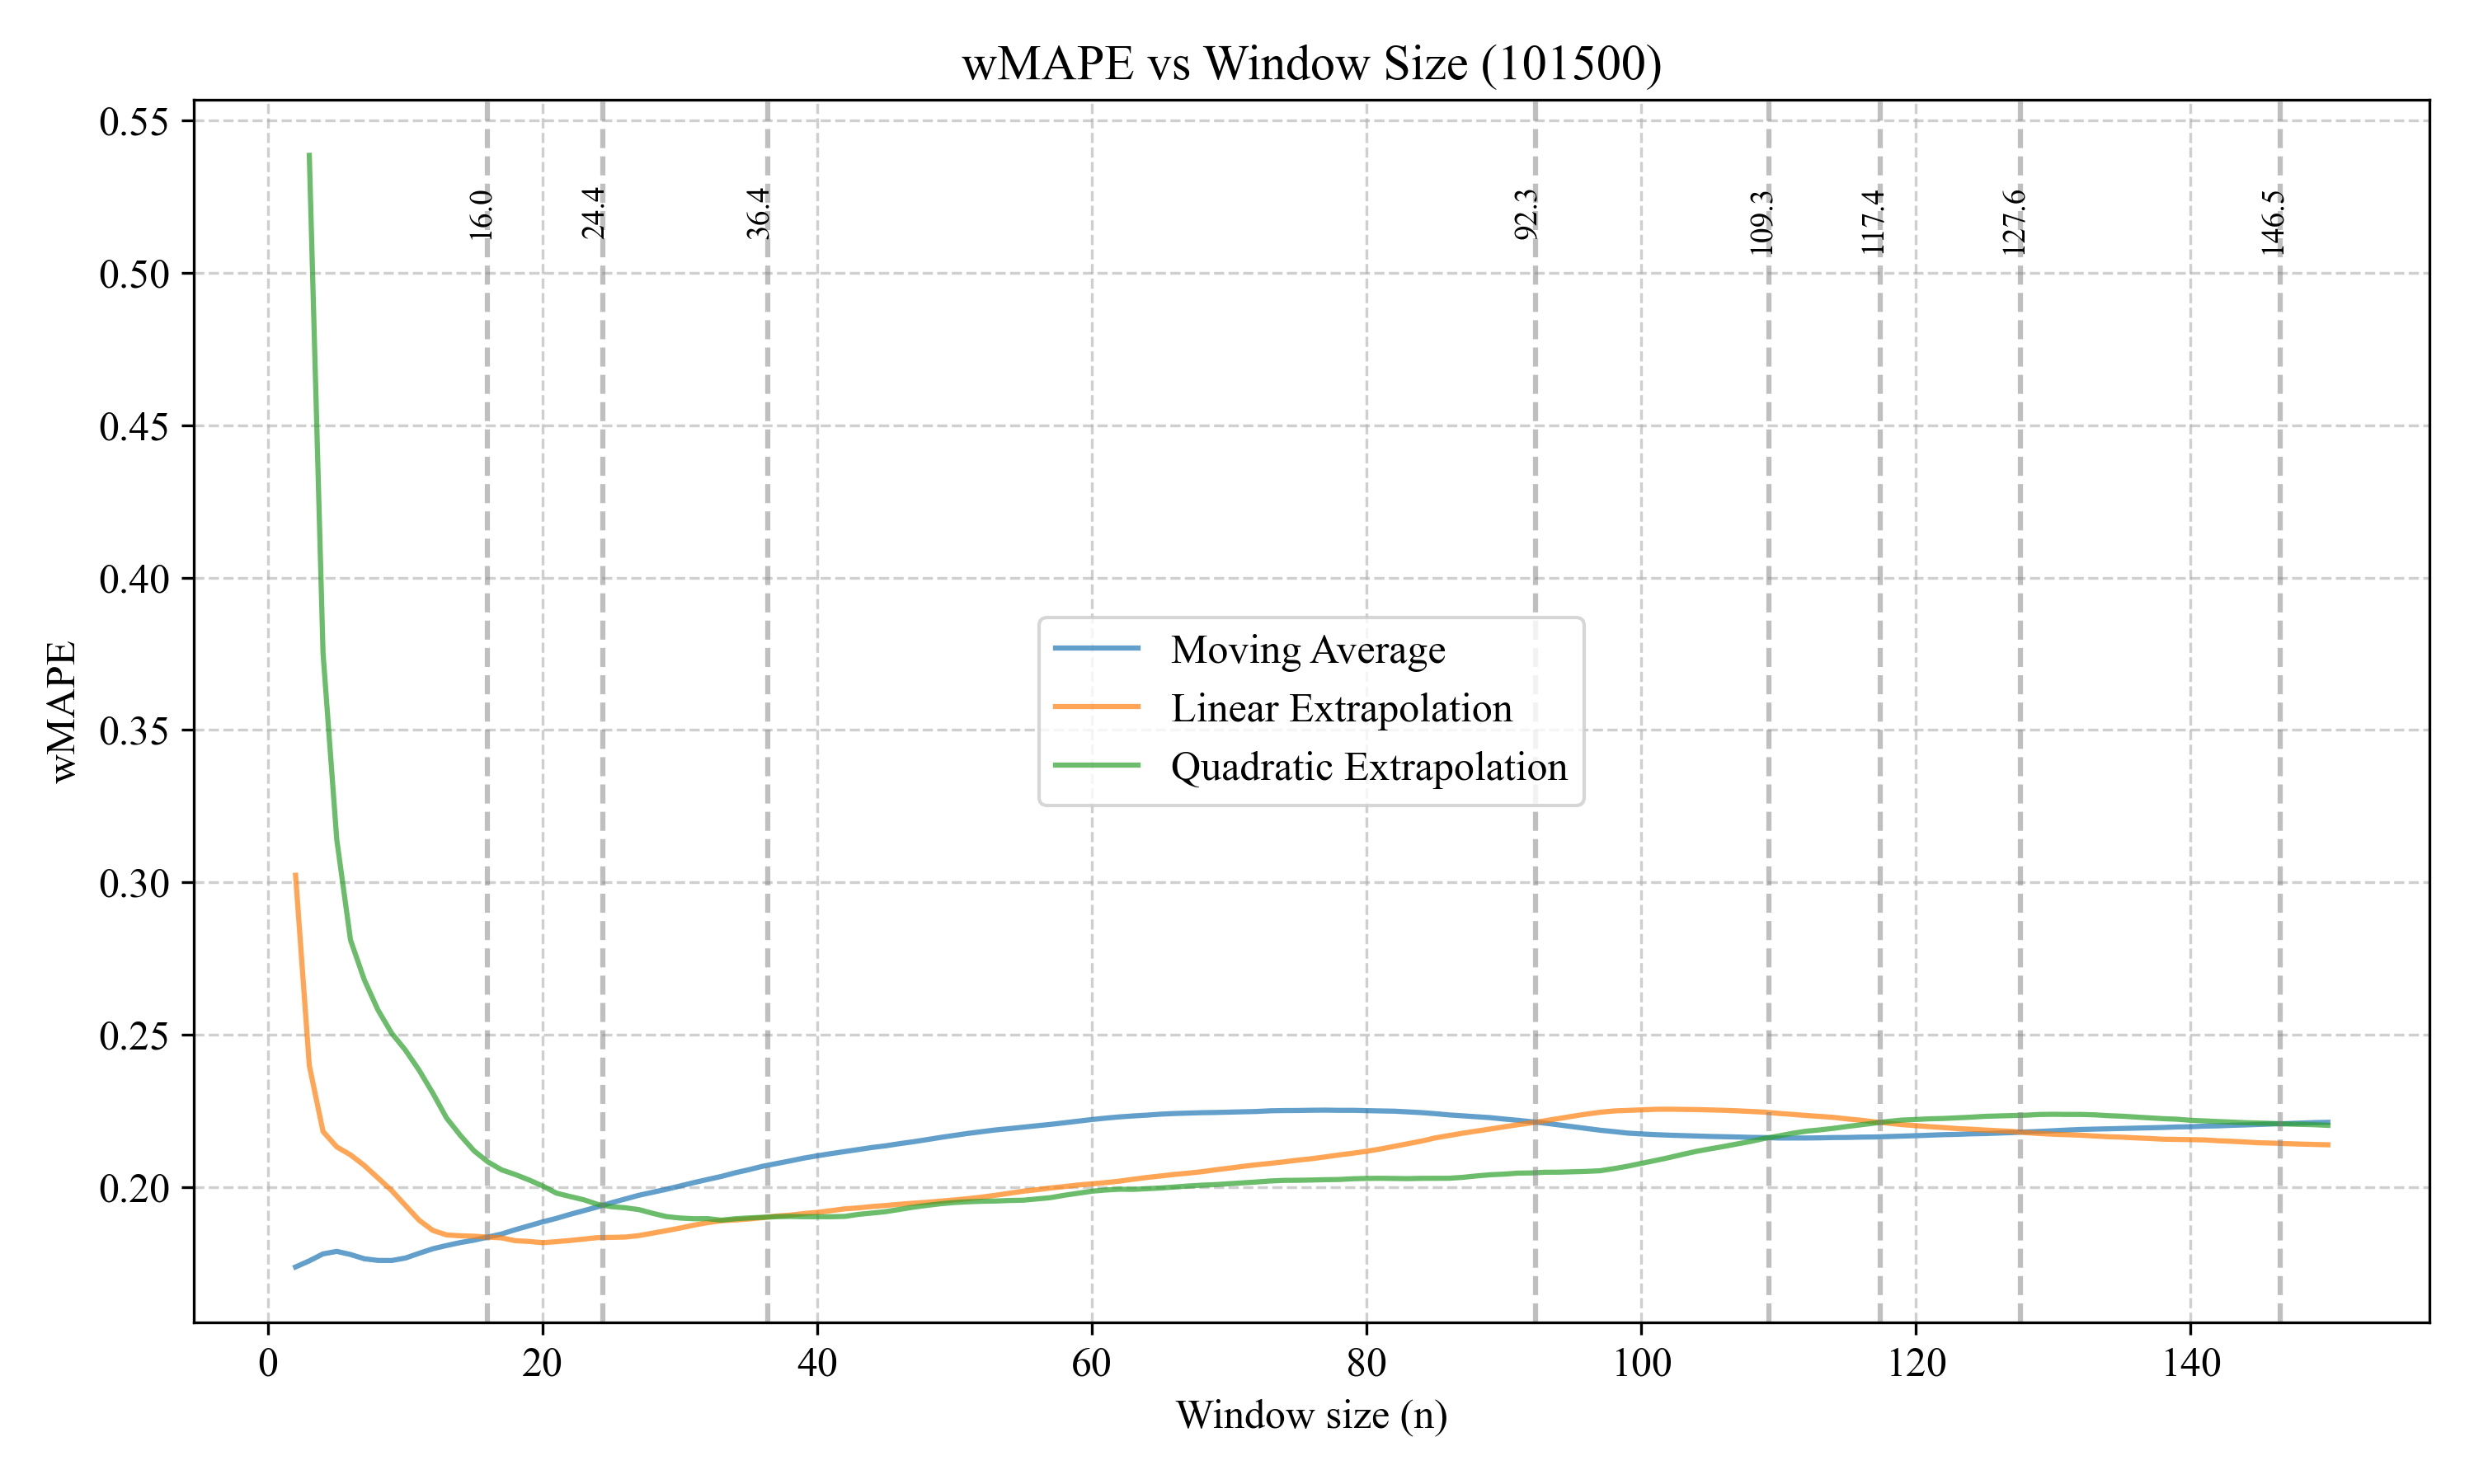 wMAPE vs Window Size (101500)
0.55
0.50
0.45
0.40
0.35
0.30
0.25
0.20
wMAPE
16.0
24.4
36.4
92.3
109.3
117.4
127.6
146.5
Moving Average
Linear Extrapolation
Quadratic Extrapolation
0 20 40 60 80 100 120 140
Window size (n)